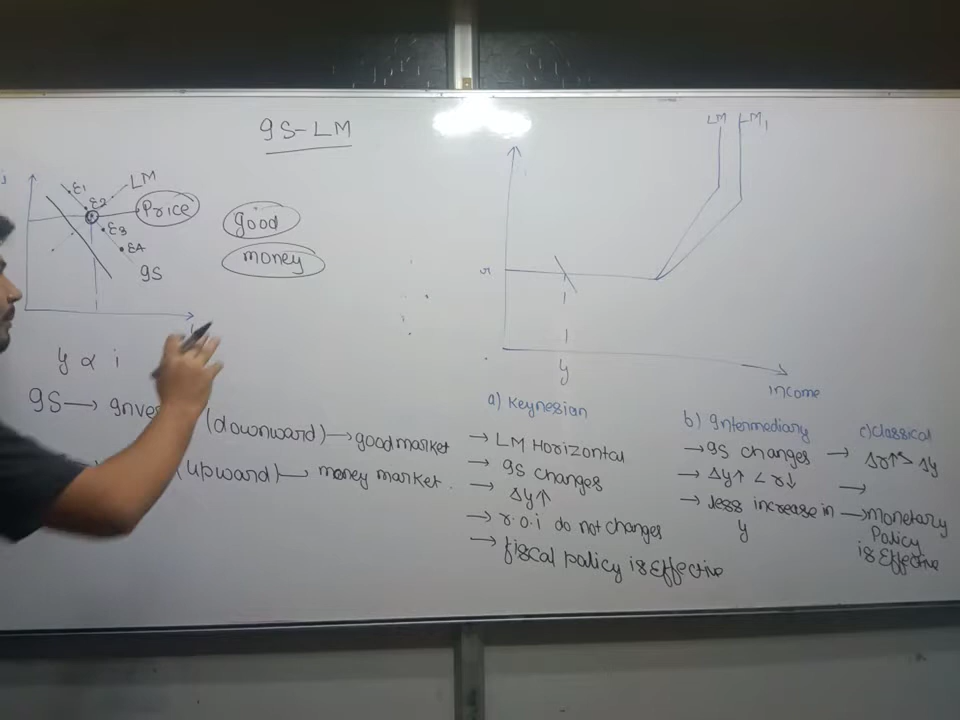 IS-LM
i
E1
E2
LM
Price
E3
E4
IS
good
money
y ∝ i
IS → Inves
(downward) → good market
(upward) → money market.
LM LM1
r
y
income
a) Keynesian
→ LM Horizontal
→ IS changes
→ Δy↑
→ r.o.i do not changes
→ fiscal policy is Effective
b) Intermediary
→ IS changes
→ Δy↑ < r↓
→ less increase in
y
c) Classical
→ Δr↑> Δy
→
→ monetary
Policy
is Effective